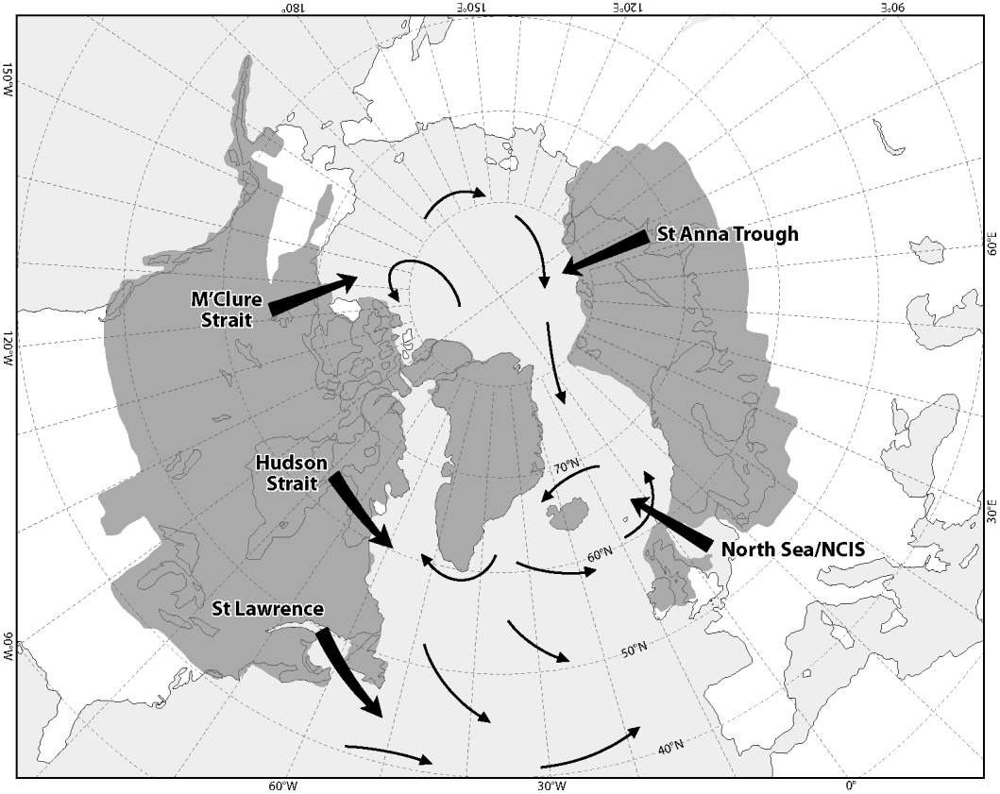 180°
150°E
120°E
90°E
150°W
St Anna Trough
60°E
M'Clure
Strait
120°W
Hudson
Strait
70°N
30°E
60°N
North Sea/NCIS
St Lawrence
90°W
50°N
40°N
60°W
30°W
0°